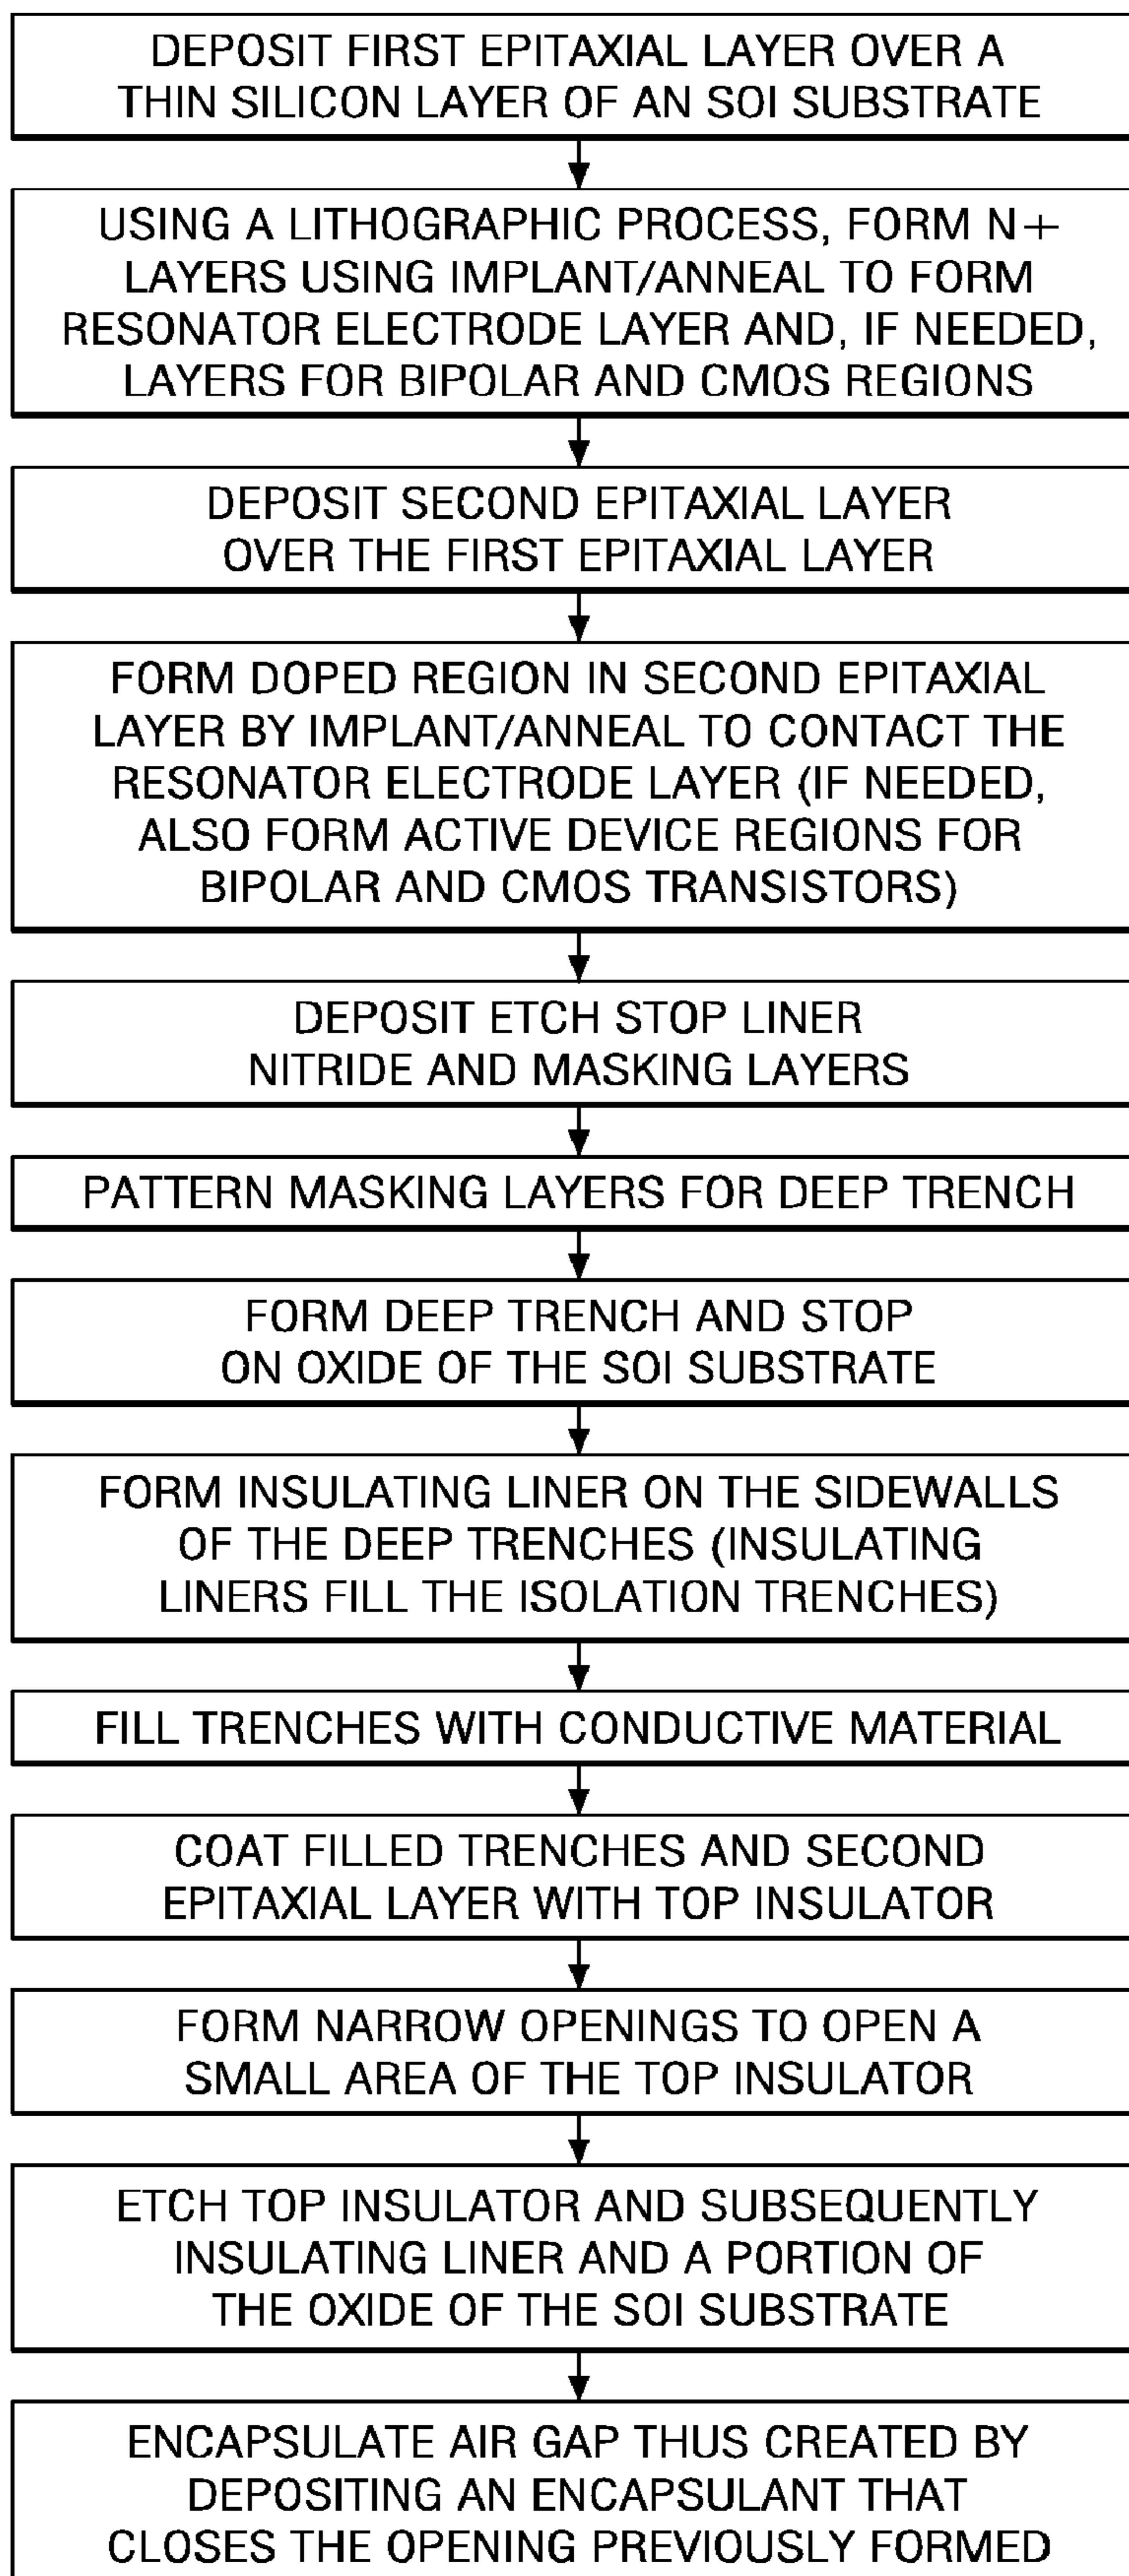 DEPOSIT FIRST EPITAXIAL LAYER OVER A
THIN SILICON LAYER OF AN SOI SUBSTRATE
USING A LITHOGRAPHIC PROCESS, FORM N+
LAYERS USING IMPLANT/ANNEAL TO FORM
RESONATOR ELECTRODE LAYER AND, IF NEEDED,
LAYERS FOR BIPOLAR AND CMOS REGIONS
DEPOSIT SECOND EPITAXIAL LAYER
OVER THE FIRST EPITAXIAL LAYER
FORM DOPED REGION IN SECOND EPITAXIAL
LAYER BY IMPLANT/ANNEAL TO CONTACT THE
RESONATOR ELECTRODE LAYER (IF NEEDED,
ALSO FORM ACTIVE DEVICE REGIONS FOR
BIPOLAR AND CMOS TRANSISTORS)
DEPOSIT ETCH STOP LINER
NITRIDE AND MASKING LAYERS
PATTERN MASKING LAYERS FOR DEEP TRENCH
FORM DEEP TRENCH AND STOP
ON OXIDE OF THE SOI SUBSTRATE
FORM INSULATING LINER ON THE SIDEWALLS
OF THE DEEP TRENCHES (INSULATING
LINERS FILL THE ISOLATION TRENCHES)
FILL TRENCHES WITH CONDUCTIVE MATERIAL
COAT FILLED TRENCHES AND SECOND
EPITAXIAL LAYER WITH TOP INSULATOR
FORM NARROW OPENINGS TO OPEN A
SMALL AREA OF THE TOP INSULATOR
ETCH TOP INSULATOR AND SUBSEQUENTLY
INSULATING LINER AND A PORTION OF
THE OXIDE OF THE SOI SUBSTRATE
ENCAPSULATE AIR GAP THUS CREATED BY
DEPOSITING AN ENCAPSULANT THAT
CLOSES THE OPENING PREVIOUSLY FORMED